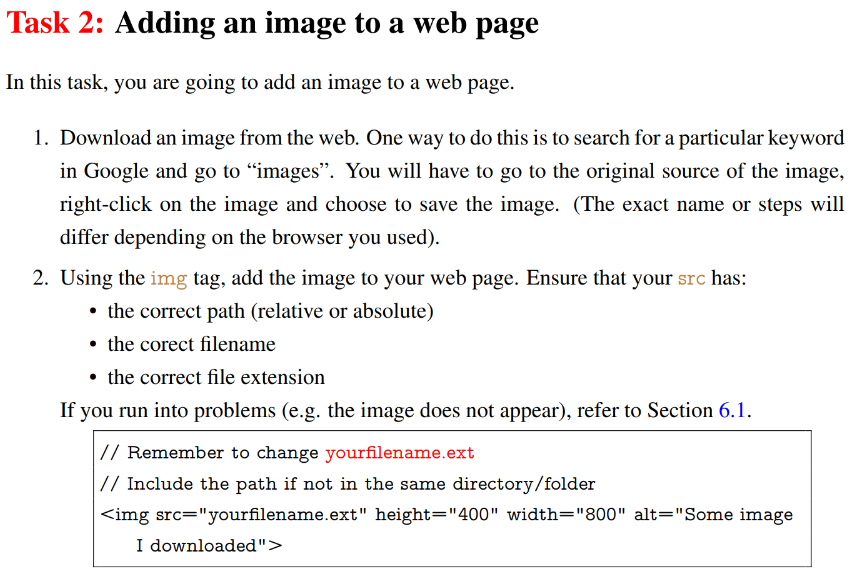 Task 2: Adding an image to a web page
In this task, you are going to add an image to a web page.
1. Download an image from the web. One way to do this is to search for a particular keyword
in Google and go to “images”. You will have to go to the original source of the image,
right-click on the image and choose to save the image. (The exact name or steps will
differ depending on the browser you used).
2. Using the img tag, add the image to your web page. Ensure that your src has:
• the correct path (relative or absolute)
• the corect filename
• the correct file extension
If you run into problems (e.g. the image does not appear), refer to Section 6.1.
// Remember to change yourfilename.ext
// Include the path if not in the same directory/folder
<img src="yourfilename.ext" height="400" width="800" alt="Some image
I downloaded">